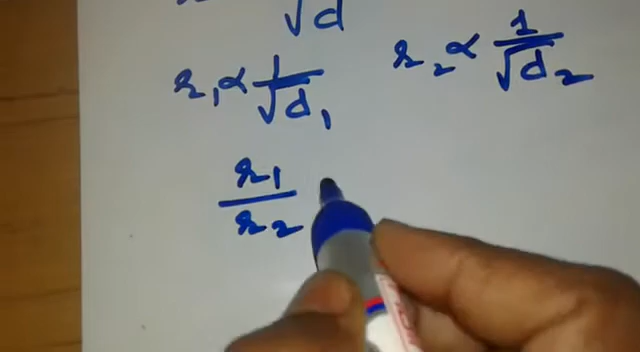 √d
r₁ ∝ 1/√d₁ r₂ ∝ 1/√d₂
r₁/r₂